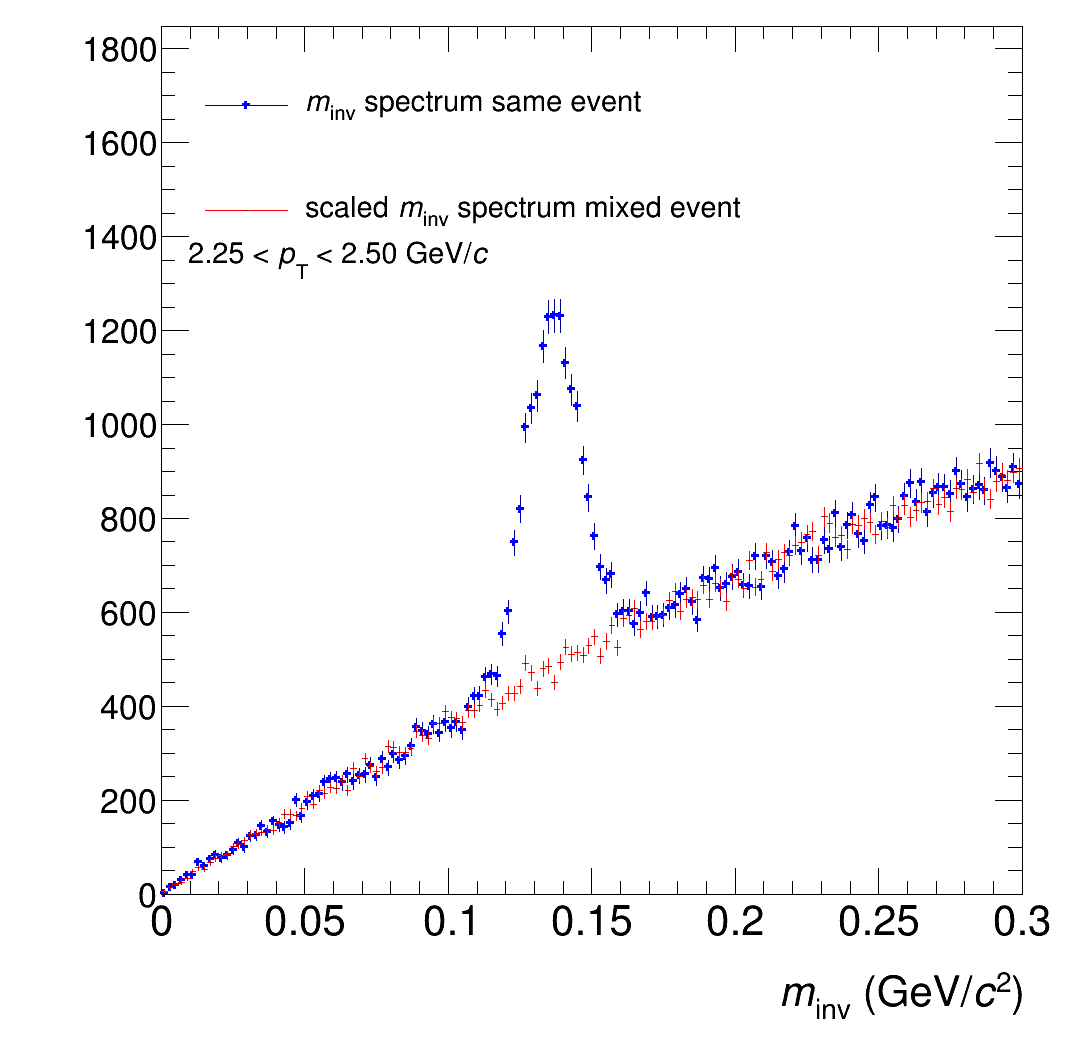 1800
m_inv spectrum same event
1600
scaled m_inv spectrum mixed event
1400
2.25 < p_T < 2.50 GeV/c
1200
1000
800
600
400
200
0
0 0.05 0.1 0.15 0.2 0.25 0.3
m_inv (GeV/c²)